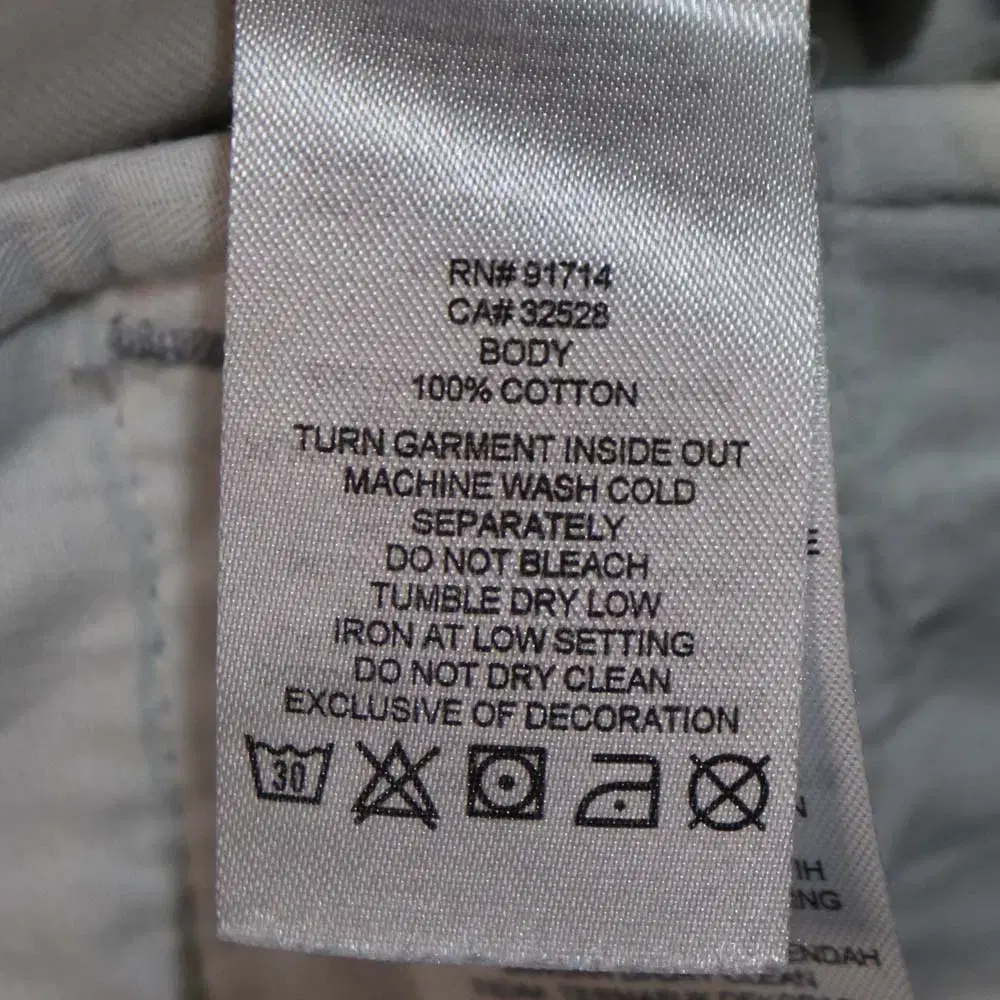 RN# 91714
CA# 32528
BODY
100% COTTON
TURN GARMENT INSIDE OUT
MACHINE WASH COLD
SEPARATELY
DO NOT BLEACH
TUMBLE DRY LOW
IRON AT LOW SETTING
DO NOT DRY CLEAN
EXCLUSIVE OF DECORATION
30